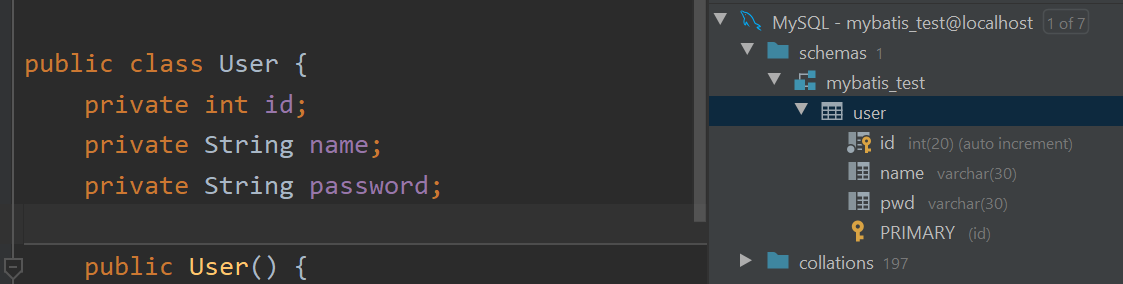 public class User {
private int id;
private String name;
private String password;
public User() {
MySQL - mybatis_test@localhost 1 of 7
schemas 1
mybatis_test
user
id int(20) (auto increment)
name varchar(30)
pwd varchar(30)
PRIMARY (id)
collations 197